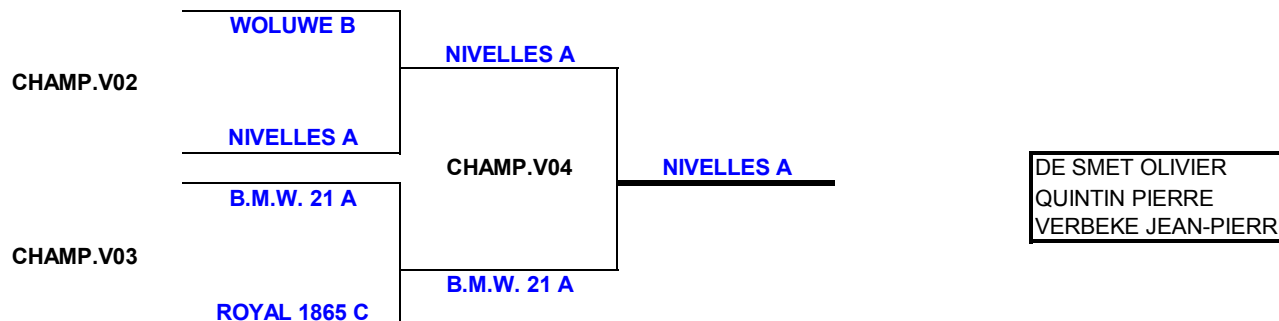 WOLUWE B
NIVELLES A
CHAMP.V02
NIVELLES A
CHAMP.V04
NIVELLES A
B.M.W. 21 A
CHAMP.V03
B.M.W. 21 A
ROYAL 1865 C
DE SMET OLIVIER
QUINTIN PIERRE
VERBEKE JEAN-PIERR